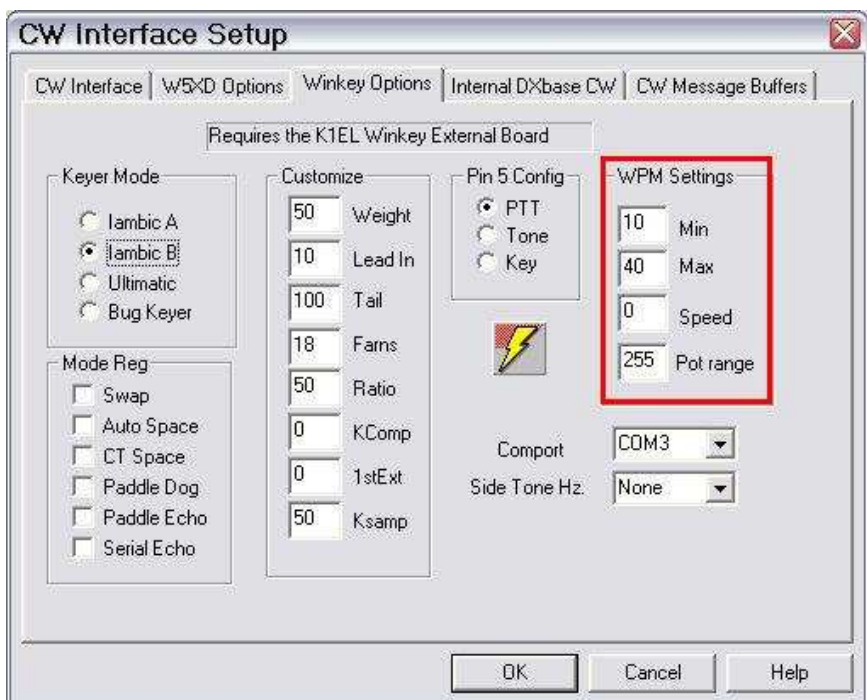 CW Interface Setup
CW Interface
W5XD Options
Winkey Options
Internal DXbase CW
CW Message Buffers
Requires the K1EL Winkey External Board
Keyer Mode
Iambic A
Iambic B
Ultimatic
Bug Keyer
Mode Reg
Swap
Auto Space
CT Space
Paddle Dog
Paddle Echo
Serial Echo
Customize
50 Weight
10 Lead In
100 Tail
18 Farns
50 Ratio
0 KComp
0 1stExt
50 Ksamp
Pin 5 Config
PTT
Tone
Key
WPM Settings
10 Min
40 Max
0 Speed
255 Pot range
Comport COM3
Side Tone Hz. None
OK
Cancel
Help